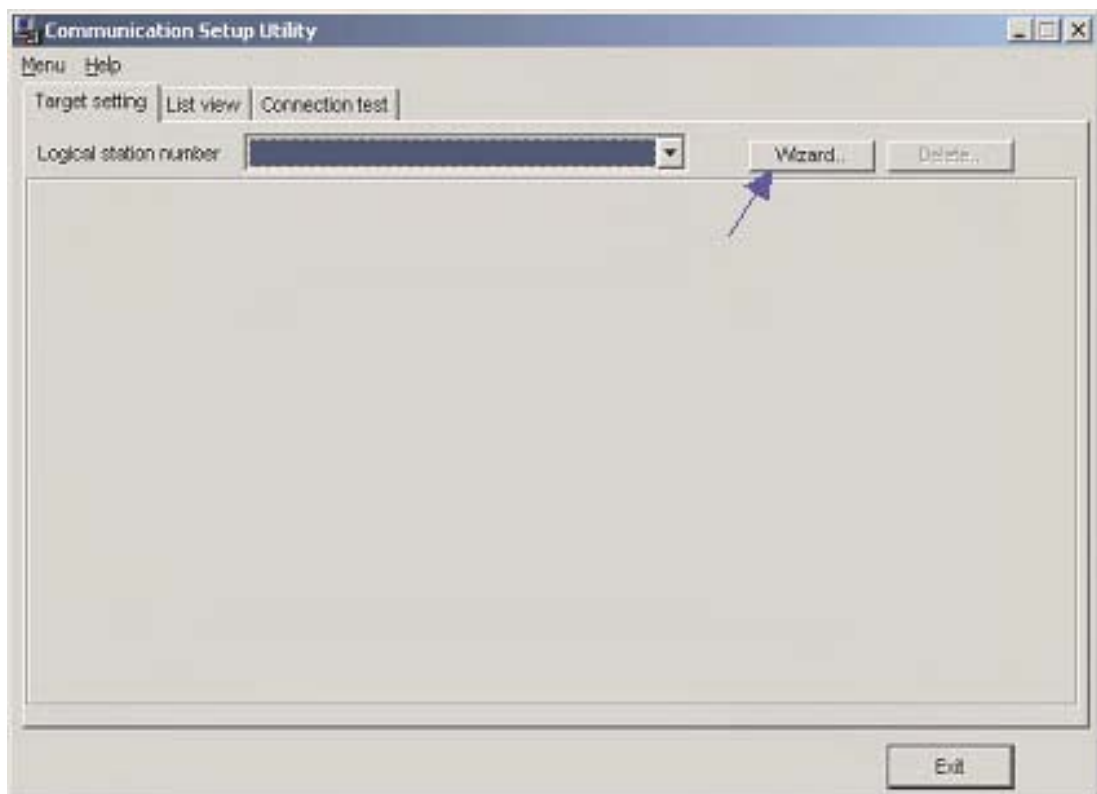 Communication Setup Utility
Menu Help
Target setting List view Connection test
Logical station number Wizard.. Delete..
Exit